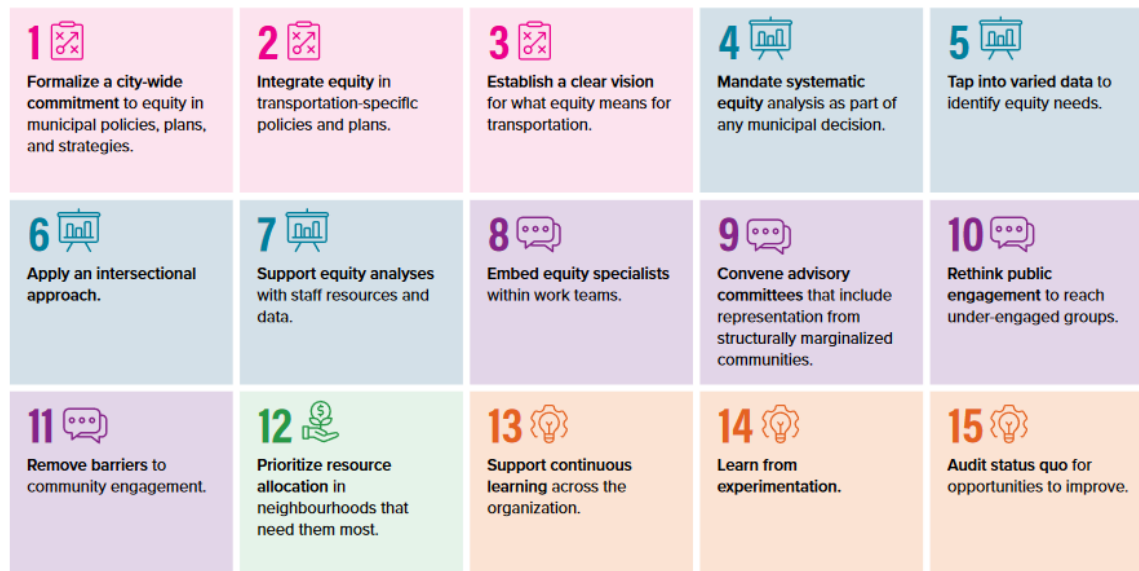 1
Formalize a city-wide
commitment to equity in
municipal policies, plans,
and strategies.
2
Integrate equity in
transportation-specific
policies and plans.
3
Establish a clear vision
for what equity means for
transportation.
4
Mandate systematic
equity analysis as part of
any municipal decision.
5
Tap into varied data to
identify equity needs.
6
Apply an intersectional
approach.
7
Support equity analyses
with staff resources and
data.
8
Embed equity specialists
within work teams.
9
Convene advisory
committees that include
representation from
structurally marginalized
communities.
10
Rethink public
engagement to reach
under-engaged groups.
11
Remove barriers to
community engagement.
12
Prioritize resource
allocation in
neighbourhoods that
need them most.
13
Support continuous
learning across the
organization.
14
Learn from
experimentation.
15
Audit status quo for
opportunities to improve.